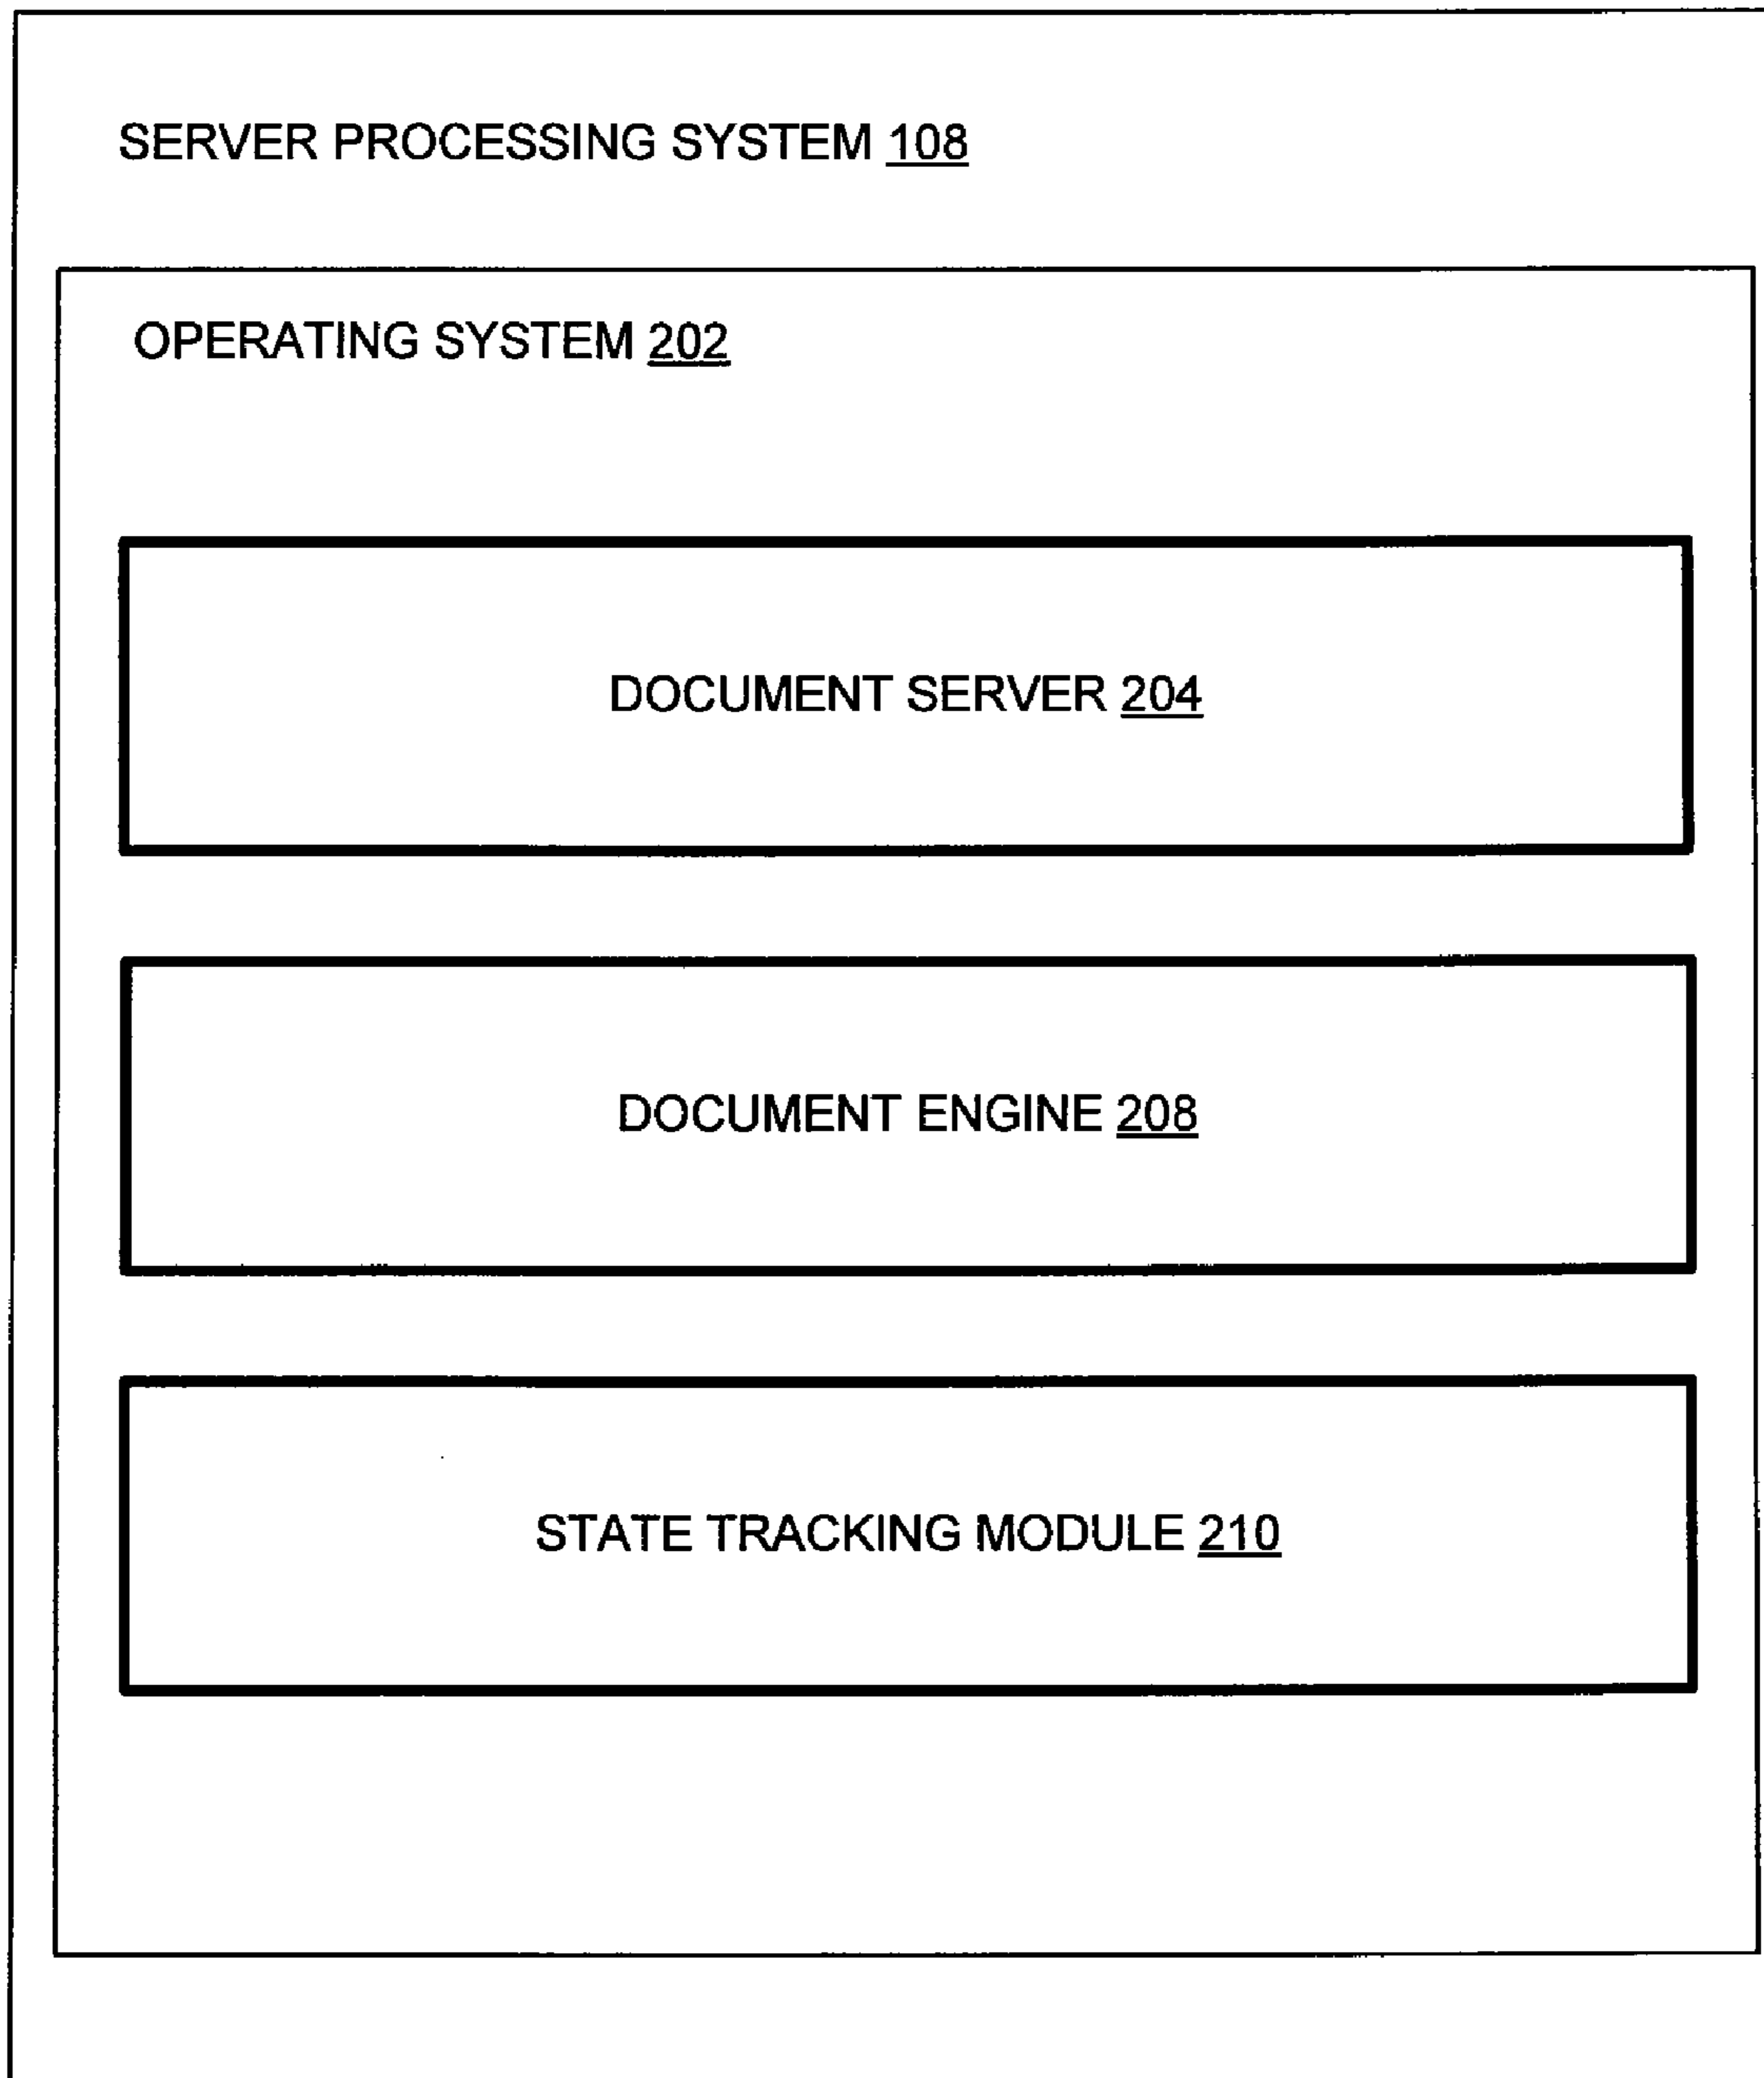 SERVER PROCESSING SYSTEM 108
OPERATING SYSTEM 202
DOCUMENT SERVER 204
DOCUMENT ENGINE 208
STATE TRACKING MODULE 210